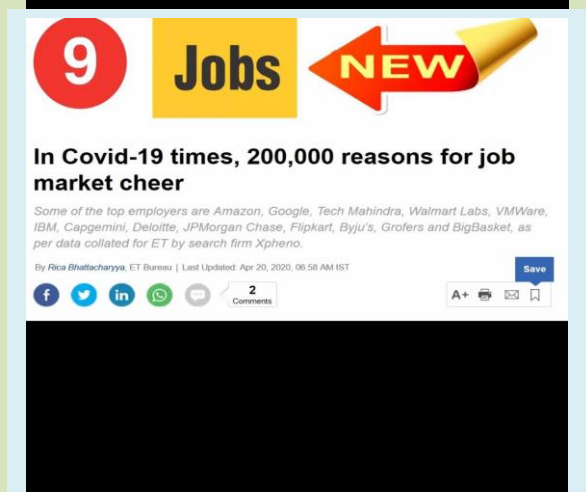 9 Jobs NEW
In Covid-19 times, 200,000 reasons for job
market cheer
Some of the top employers are Amazon, Google, Tech Mahindra, Walmart Labs, VMWare,
IBM, Capgemini, Deloitte, JPMorgan Chase, Flipkart, Byju's, Grofers and BigBasket, as
per data collated for ET by search firm Xpheno.
By Rica Bhattacharyya, ET Bureau | Last Updated: Apr 20, 2020, 06.58 AM IST
Save
f in 2 A+
Comments